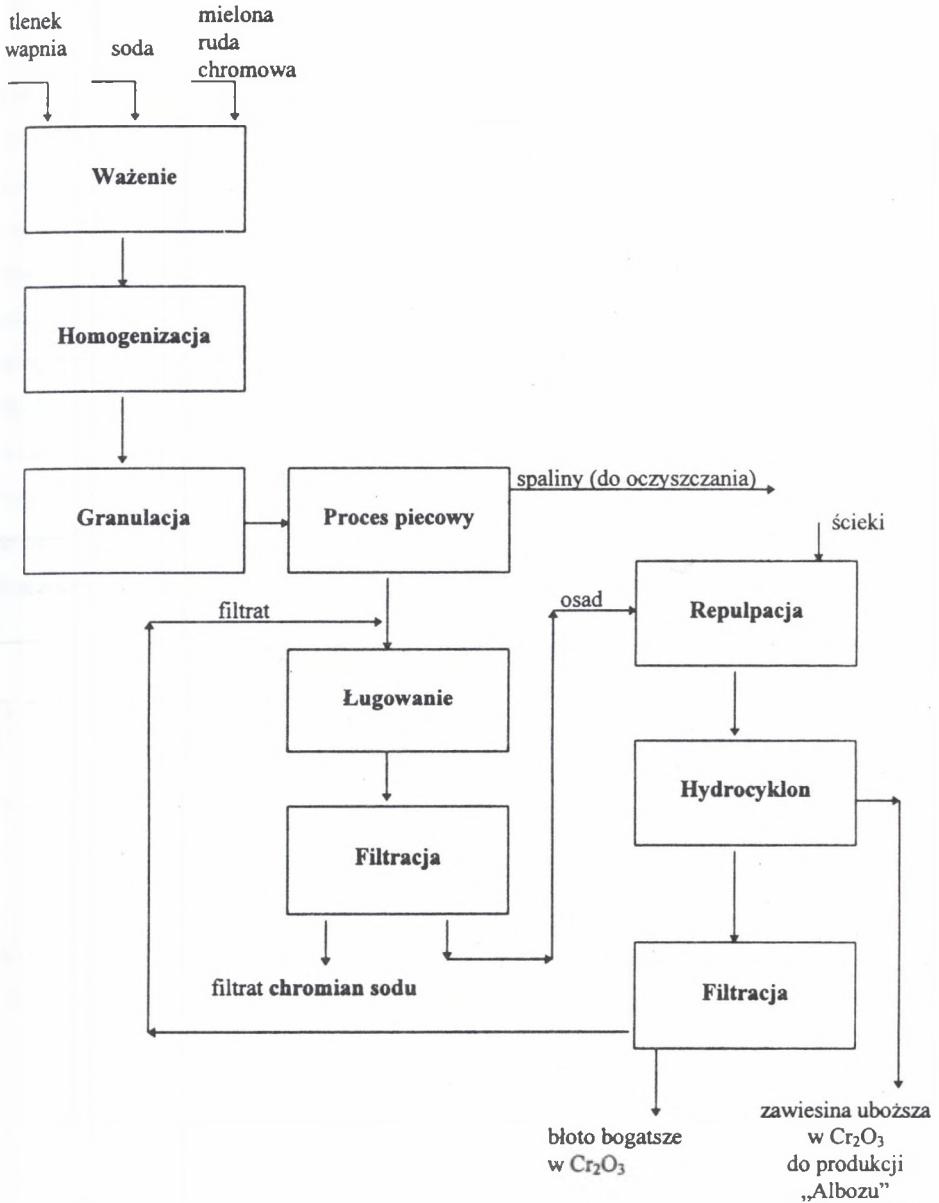 tlenek
wapnia
soda
mielona
ruda
chromowa
Ważenie
Homogenizacja
Granulacja
Proces piecowy
spaliny (do oczyszczania)
ścieki
filtrat
osad
Repulpacja
Ługowanie
Hydrocyklon
Filtracja
filtrat chromian sodu
Filtracja
błoto bogatsze
w Cr₂O₃
zawiesina uboższa
w Cr₂O₃
do produkcji
„Albozu”